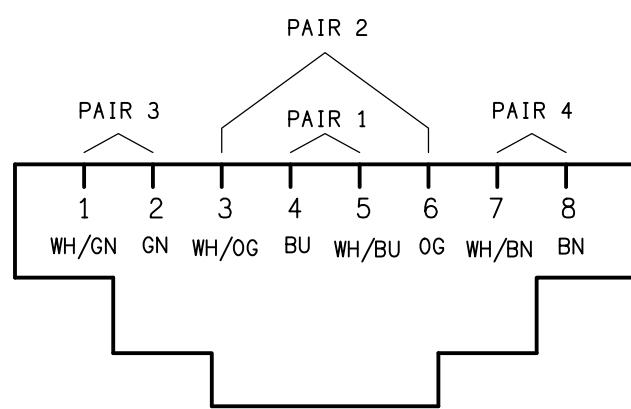 PAIR 2
PAIR 3 PAIR 1 PAIR 4
1 2 3 4 5 6 7 8
WH/GN GN WH/OG BU WH/BU OG WH/BN BN